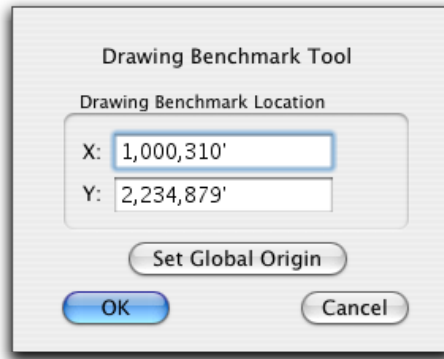 Drawing Benchmark Tool
Drawing Benchmark Location
X: 1,000,310'
Y: 2,234,879'
Set Global Origin
OK Cancel